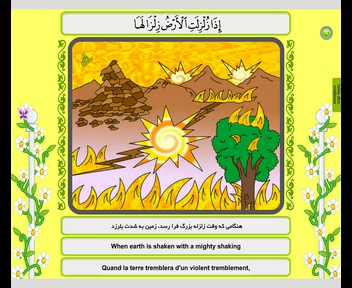 إِذَا زُلْزِلَتِ الْأَرْضُ زِلْزَالَهَا
هنگامی که وقت زلزله بزرگ فرا رسد، زمین به شدت بلرزد
When earth is shaken with a mighty shaking
Quand la terre tremblera d'un violent tremblement,